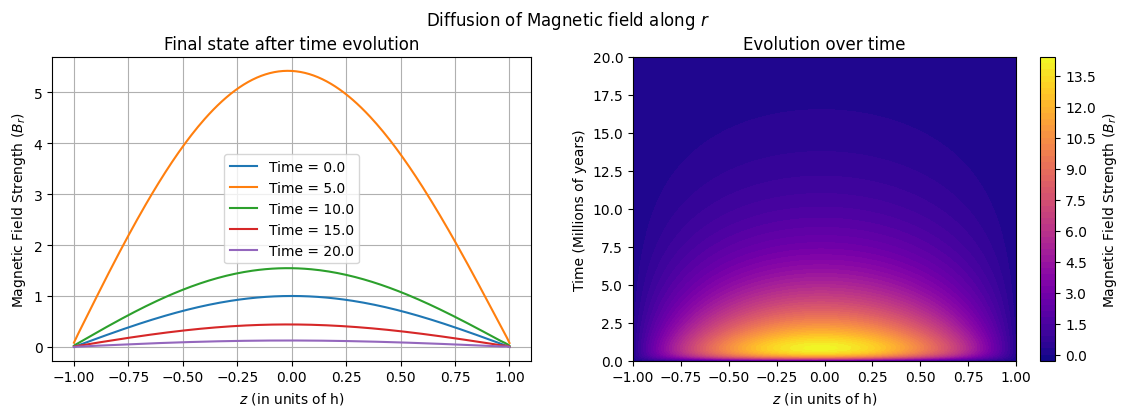 Diffusion of Magnetic field along r
Final state after time evolution
Magnetic Field Strength (B_r)
5
4
3
2
1
0
Time = 0.0
Time = 5.0
Time = 10.0
Time = 15.0
Time = 20.0
−1.00 −0.75 −0.50 −0.25 0.00 0.25 0.50 0.75 1.00
z (in units of h)
Evolution over time
Time (Millions of years)
20.0
17.5
15.0
12.5
10.0
7.5
5.0
2.5
0.0
−1.00 −0.75 −0.50 −0.25 0.00 0.25 0.50 0.75 1.00
z (in units of h)
13.5
12.0
10.5
9.0
7.5
6.0
4.5
3.0
1.5
0.0
Magnetic Field Strength (B_r)